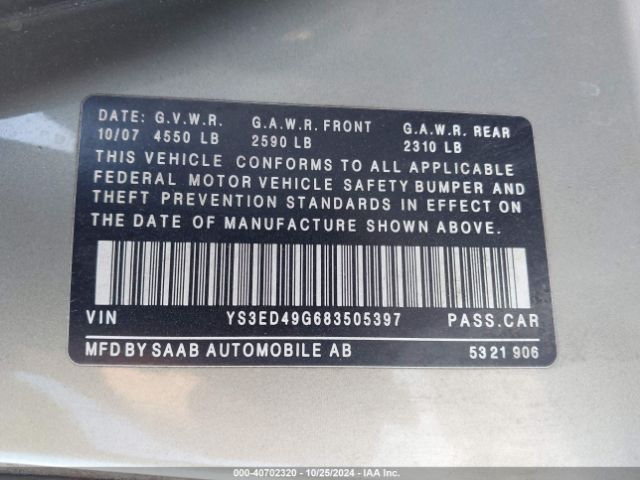 DATE: G.V.W.R. G.A.W.R. FRONT G.A.W.R. REAR
10/07 4550 LB 2590 LB 2310 LB
THIS VEHICLE CONFORMS TO ALL APPLICABLE
FEDERAL MOTOR VEHICLE SAFETY BUMPER AND
THEFT PREVENTION STANDARDS IN EFFECT ON
THE DATE OF MANUFACTURE SHOWN ABOVE.
VIN YS3ED49G683505397 PASS.CAR
MFD BY SAAB AUTOMOBILE AB 53 21 906
000-40702320 - 10/25/2024 - IAA Inc.